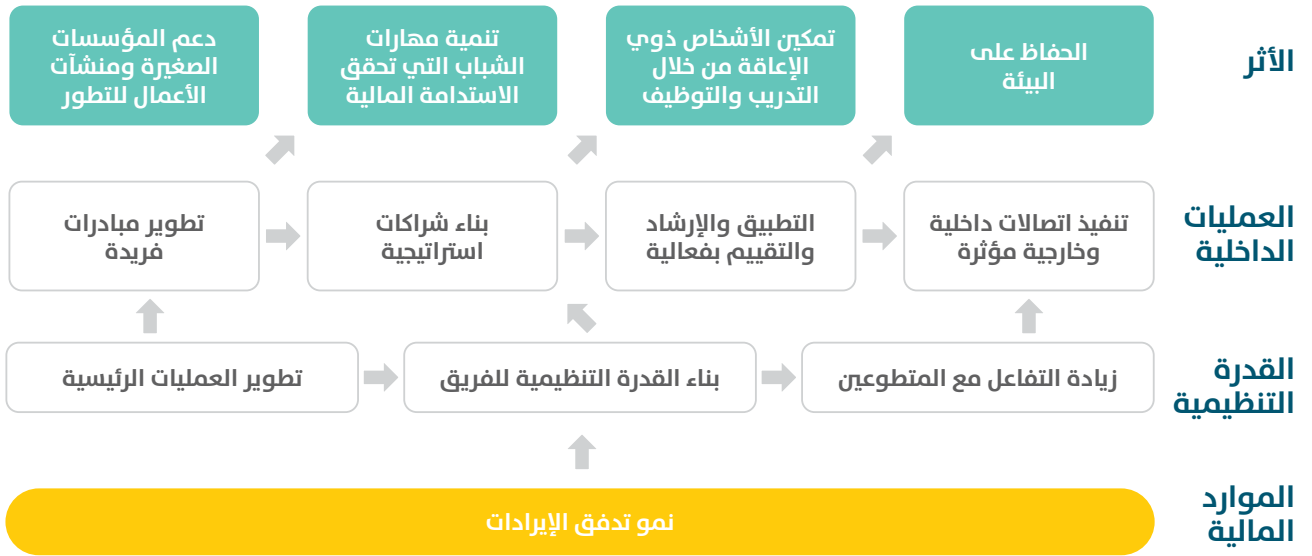 الأثر
الحفاظ على
البيئة
تمكين الأشخاص ذوي
الإعاقة من خلال
التدريب والتوظيف
تنمية مهارات
الشباب التي تحقق
الاستدامة المالية
دعم المؤسسات
الصغيرة ومنشآت
الأعمال للتطور
العمليات
الداخلية
تنفيذ اتصالات داخلية
وخارجية مؤثرة
التطبيق والإرشاد
والتقييم بفعالية
بناء شراكات
استراتيجية
تطوير مبادرات
فريدة
القدرة
التنظيمية
زيادة التفاعل مع المتطوعين
بناء القدرة التنظيمية للفريق
تطوير العمليات الرئيسية
الموارد
المالية
نمو تدفق الإيرادات